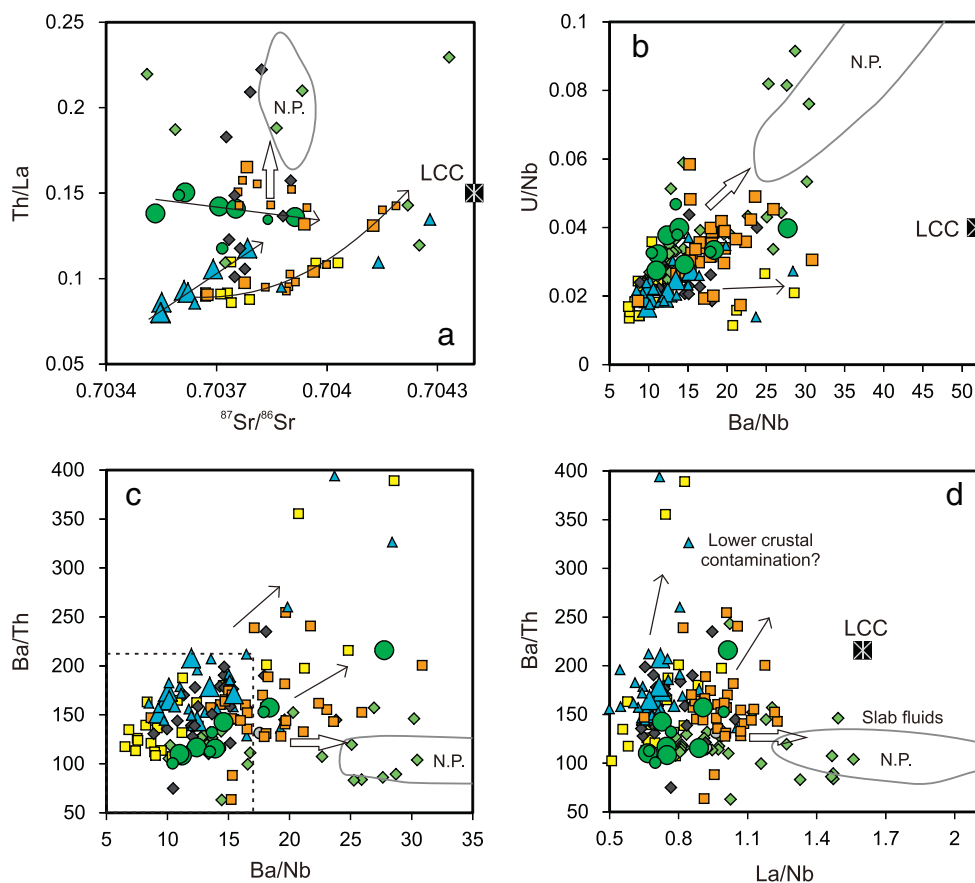 0.25
0.2
0.15
0.1
0.05
Th/La
N.P.
LCC
a
0.7034
0.7037
0.704
0.7043
⁸⁷Sr/⁸⁶Sr
0.1
0.08
0.06
0.04
0.02
0
U/Nb
b
N.P.
LCC
5 10 15 20 25 30 35 40 45 50
Ba/Nb
400
350
300
250
200
150
100
50
Ba/Th
c
N.P.
5 10 15 20 25 30 35
Ba/Nb
400
350
300
250
200
150
100
50
Ba/Th
d
Lower crustal
contamination?
LCC
Slab fluids
N.P.
0.5 0.8 1.1 1.4 1.7 2
La/Nb